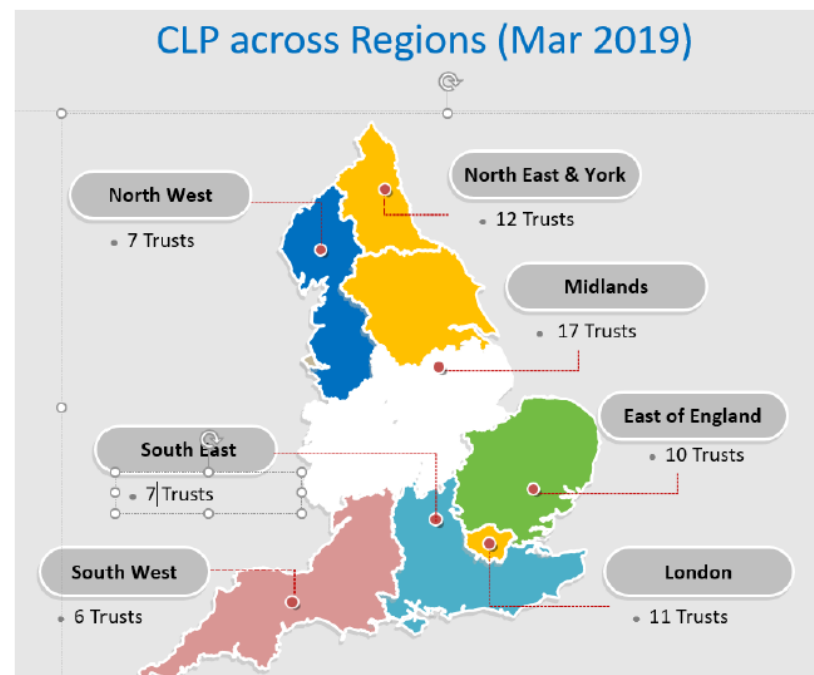 CLP across Regions (Mar 2019)
North West
7 Trusts
North East & York
12 Trusts
Midlands
17 Trusts
East of England
10 Trusts
South East
7 Trusts
South West
6 Trusts
London
11 Trusts